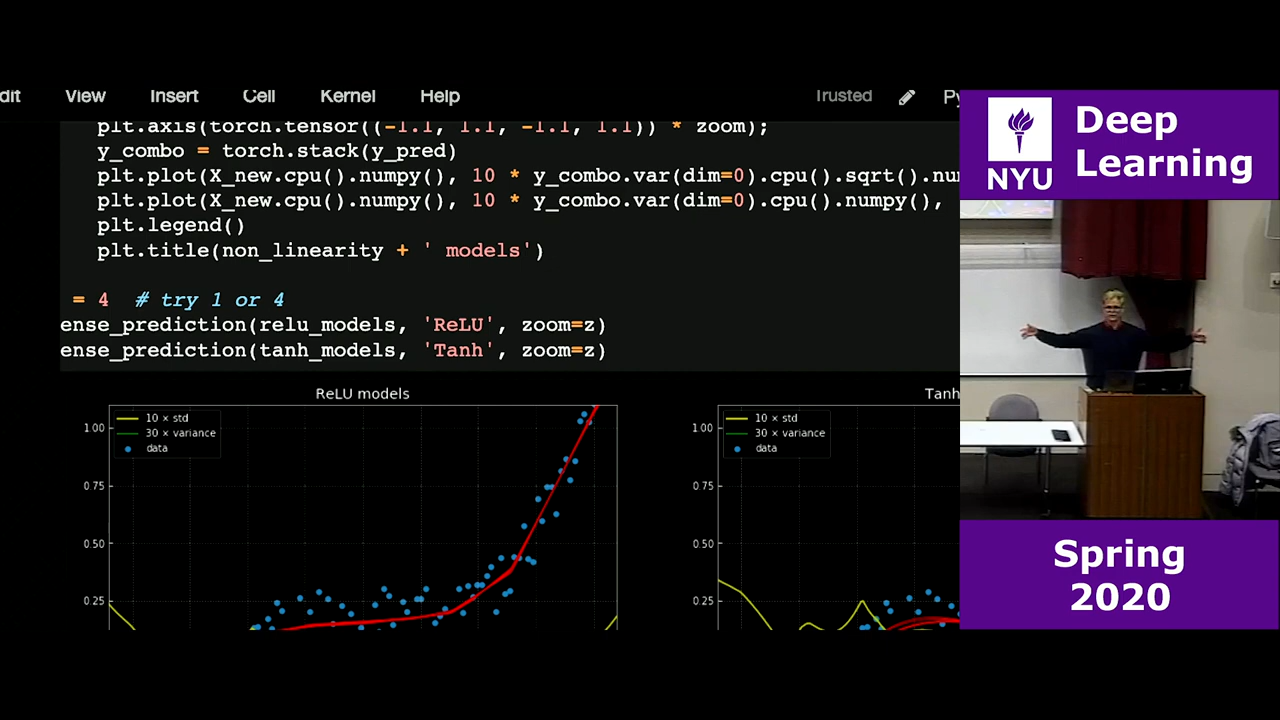 dit View Insert Cell Kernel Help Trusted Py
plt.axis(torch.tensor((-1.1, 1.1, -1.1, 1.1)) * zoom);
y_combo = torch.stack(y_pred)
plt.plot(X_new.cpu().numpy(), 10 * y_combo.var(dim=0).cpu().sqrt().num
plt.plot(X_new.cpu().numpy(), 10 * y_combo.var(dim=0).cpu().numpy(),
plt.legend()
plt.title(non_linearity + ' models')
= 4 # try 1 or 4
ense_prediction(relu_models, 'ReLU', zoom=z)
ense_prediction(tanh_models, 'Tanh', zoom=z)
ReLU models
10 × std
30 × variance
data
1.00
0.75
0.50
0.25
Tanh
10 × std
30 × variance
data
1.00
0.75
0.50
0.25
NYU
Deep
Learning
Spring
2020